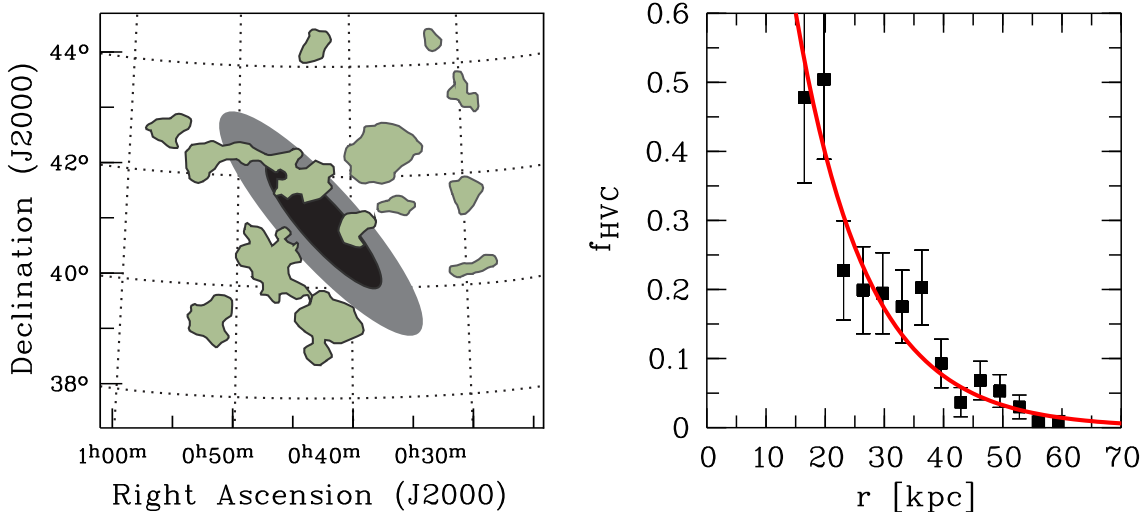 Declination (J2000)
44°
42°
40°
38°
1ʰ00ᵐ 0ʰ50ᵐ 0ʰ40ᵐ 0ʰ30ᵐ
Right Ascension (J2000)
f_HVC
0.6
0.5
0.4
0.3
0.2
0.1
0
0 10 20 30 40 50 60 70
r [kpc]